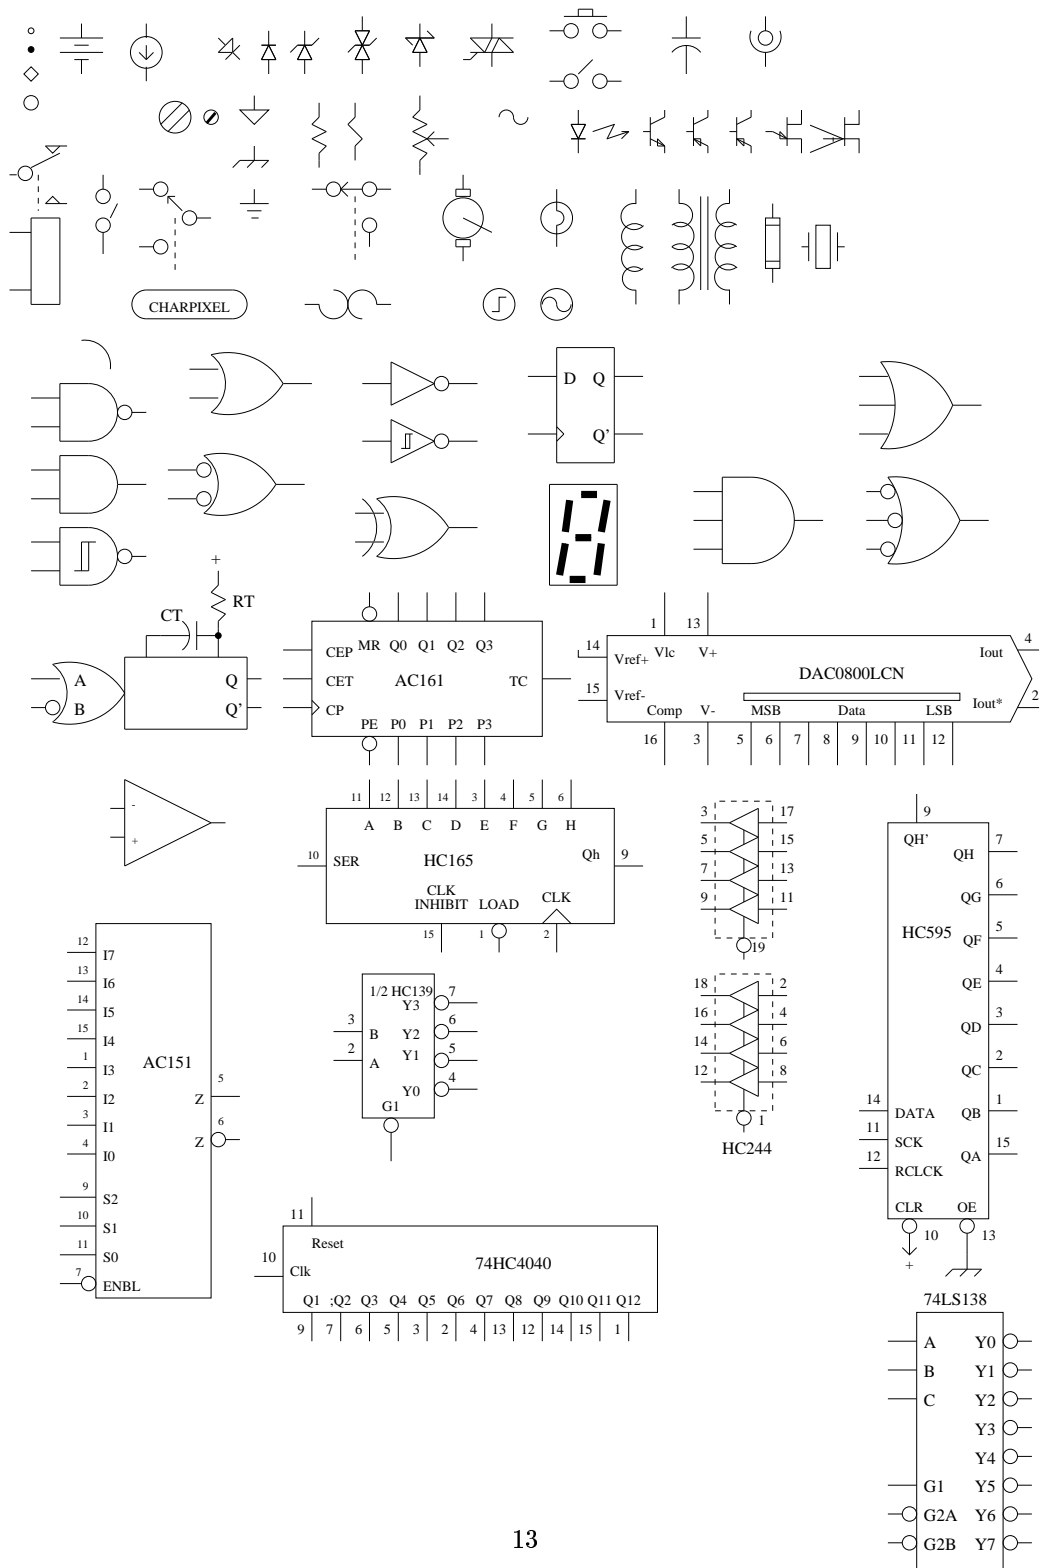 CHARPIXEL
D Q
Q'
+
RT
CT
A
B
Q
Q'
CEP
CET
CP
MR Q0 Q1 Q2 Q3
AC161
TC
PE P0 P1 P2 P3
1 13
14
15
Vref+
Vref-
Vlc V+
DAC0800LCN
Iout
4
Iout*
2
Comp V- MSB Data LSB
16 3 5 6 7 8 9 10 11 12
-
+
11 12 13 14 3 4 5 6
A B C D E F G H
10
SER
HC165
Qh
9
CLK
INHIBIT LOAD CLK
15 1 2
3 17
5 15
7 13
9 11
19
18 2
16 4
14 6
12 8
1
HC244
9
QH'
QH 7
QG 6
HC595
QF 5
QE 4
QD 3
QC 2
14 DATA QB 1
11 SCK
QA 15
12 RCLCK
CLR OE
10 13
+
12 I7
13 I6
14 I5
15 I4
AC151
1 I3
2 I2
Z 5
3 I1
Z 6
4 I0
9 S2
10 S1
11 S0
7 ENBL
1/2 HC139
Y3 7
3 B Y2 6
2 A Y1 5
Y0 4
G1
11
Reset
10
Clk
74HC4040
Q1 ;Q2 Q3 Q4 Q5 Q6 Q7 Q8 Q9 Q10 Q11 Q12
9 7 6 5 3 2 4 13 12 14 15 1
74LS138
A Y0
B Y1
C Y2
Y3
Y4
G1 Y5
G2A Y6
G2B Y7
13